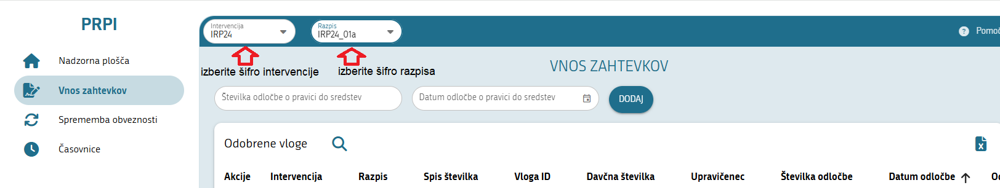 PRPI
Nadzorna plošča
Vnos zahtevkov
Sprememba obveznosti
Časovnice
Intervencija
IRP24
Razpis
IRP24_01a
Pomoč
izberite šifro intervencije
izberite šifro razpisa
VNOS ZAHTEVKOV
Številka odločbe o pravici do sredstev
Datum odločbe o pravici do sredstev
DODAJ
Odobrene vloge
Akcije Intervencija Razpis Spis številka Vloga ID Davčna številka Upravičenec Številka odločbe Datum odločbe